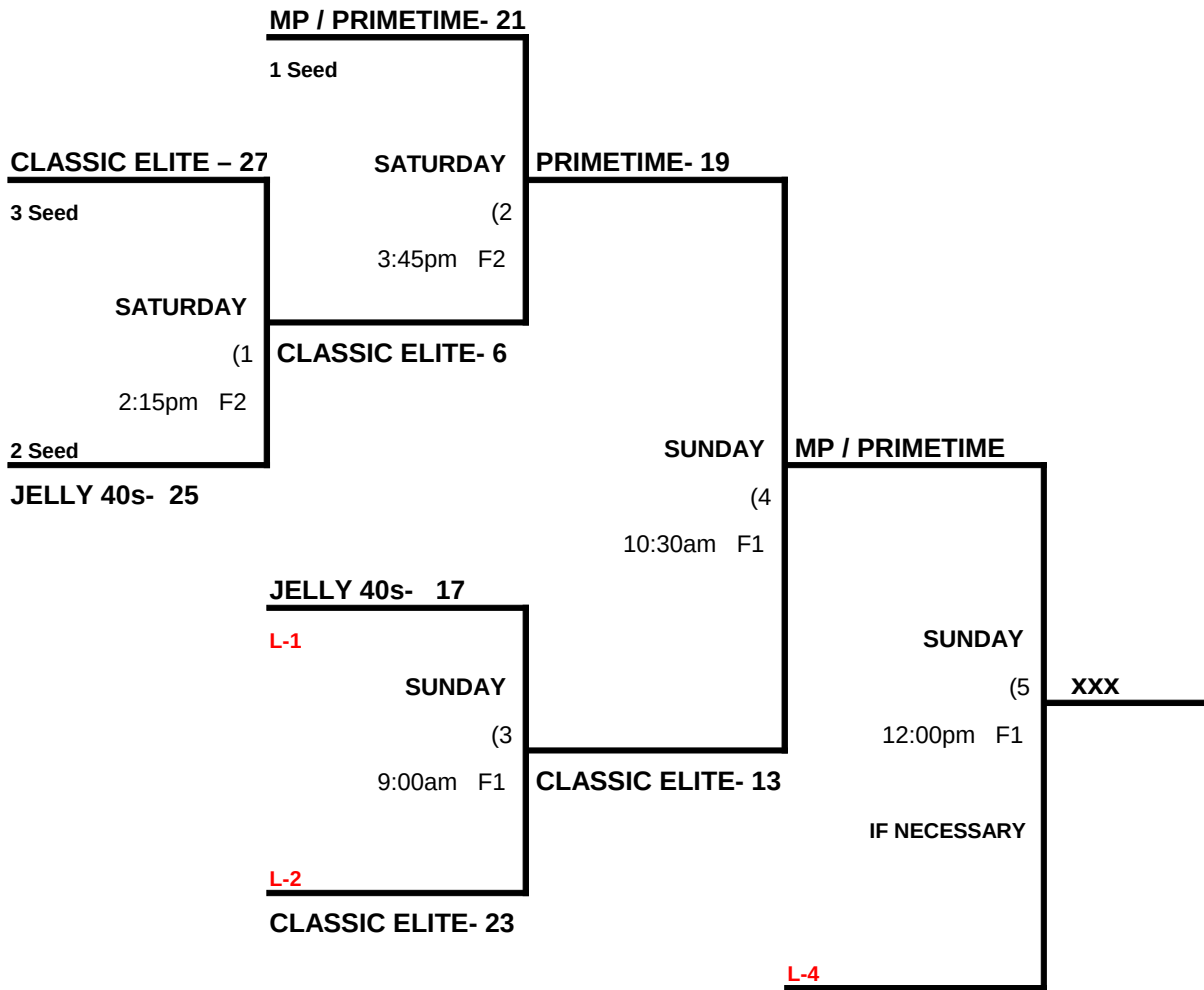 MP / PRIMETIME- 21
1 Seed
CLASSIC ELITE – 27
SATURDAY
PRIMETIME- 19
3 Seed
(2
3:45pm F2
SATURDAY
(1
CLASSIC ELITE- 6
2:15pm F2
2 Seed
SUNDAY
MP / PRIMETIME
JELLY 40s- 25
(4
10:30am F1
JELLY 40s- 17
L-1
SUNDAY
SUNDAY
(5
XXX
(3
12:00pm F1
9:00am F1
CLASSIC ELITE- 13
IF NECESSARY
L-2
CLASSIC ELITE- 23
L-4